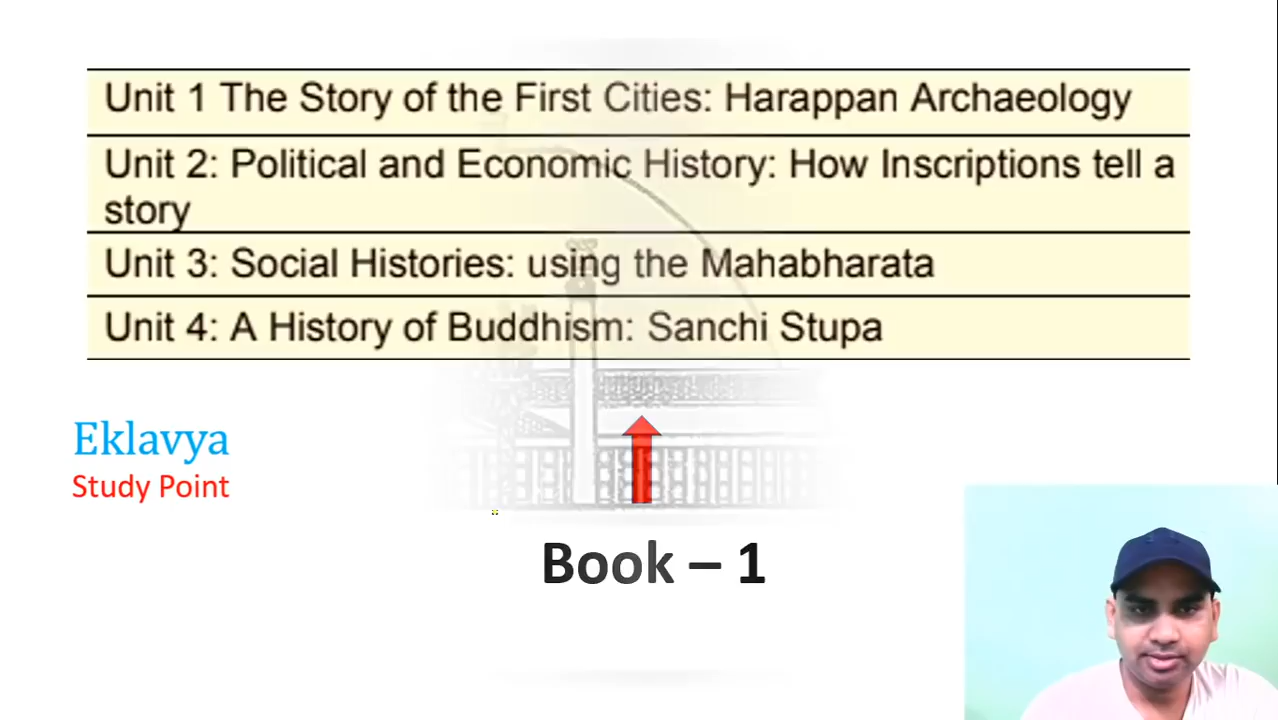 Unit 1 The Story of the First Cities: Harappan Archaeology
Unit 2: Political and Economic History: How Inscriptions tell a
story
Unit 3: Social Histories: using the Mahabharata
Unit 4: A History of Buddhism: Sanchi Stupa
Eklavya
Study Point
Book – 1